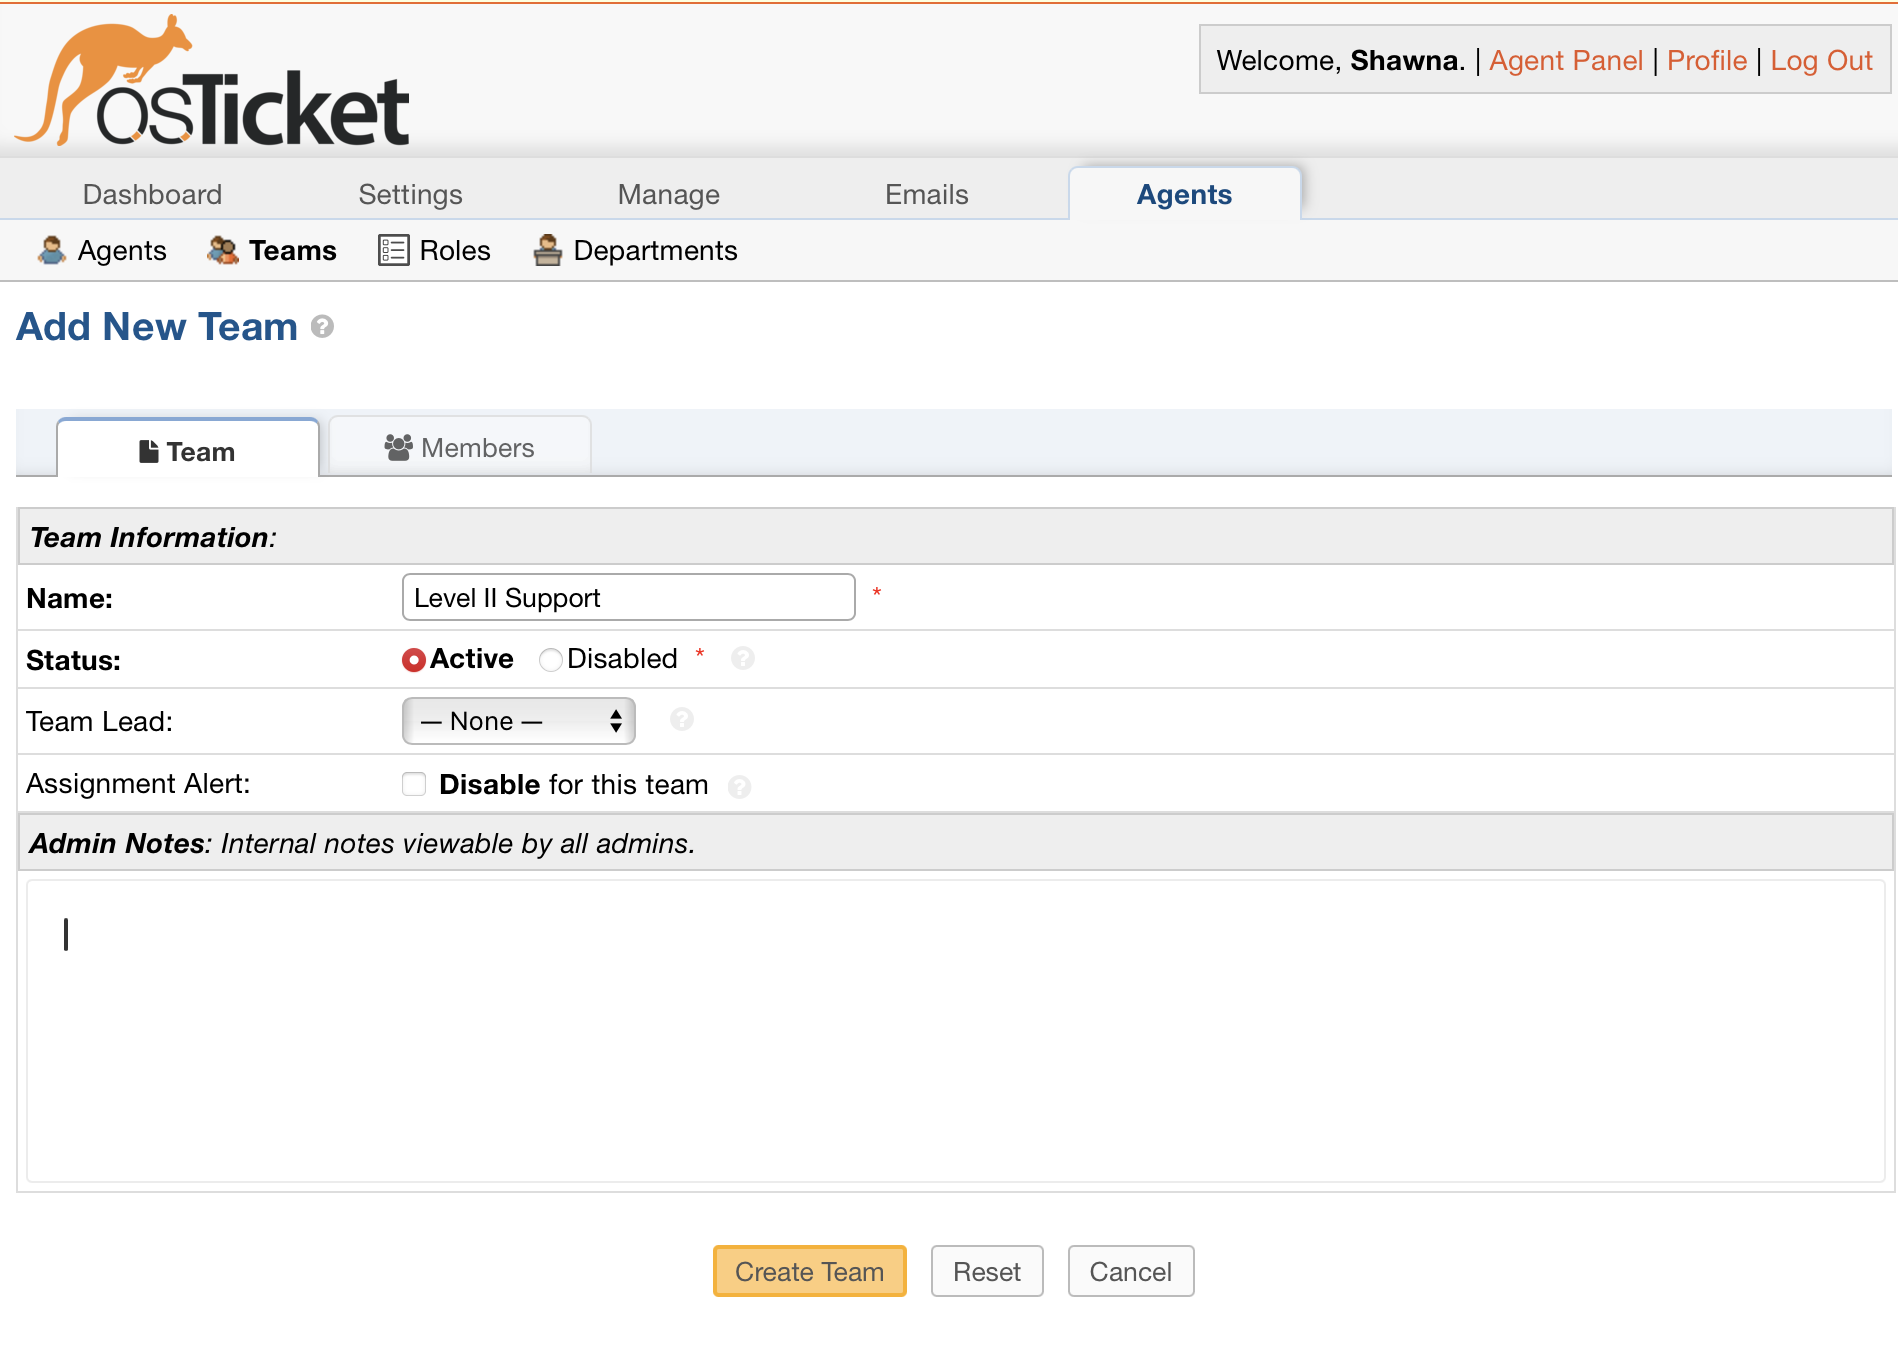 osTicket
Welcome, Shawna. | Agent Panel | Profile | Log Out
Dashboard Settings Manage Emails Agents
Agents Teams Roles Departments
Add New Team ?
Team Members
Team Information:
Name: Level II Support *
Status: Active Disabled * ?
Team Lead: — None — ?
Assignment Alert: Disable for this team ?
Admin Notes: Internal notes viewable by all admins.
Create Team Reset Cancel